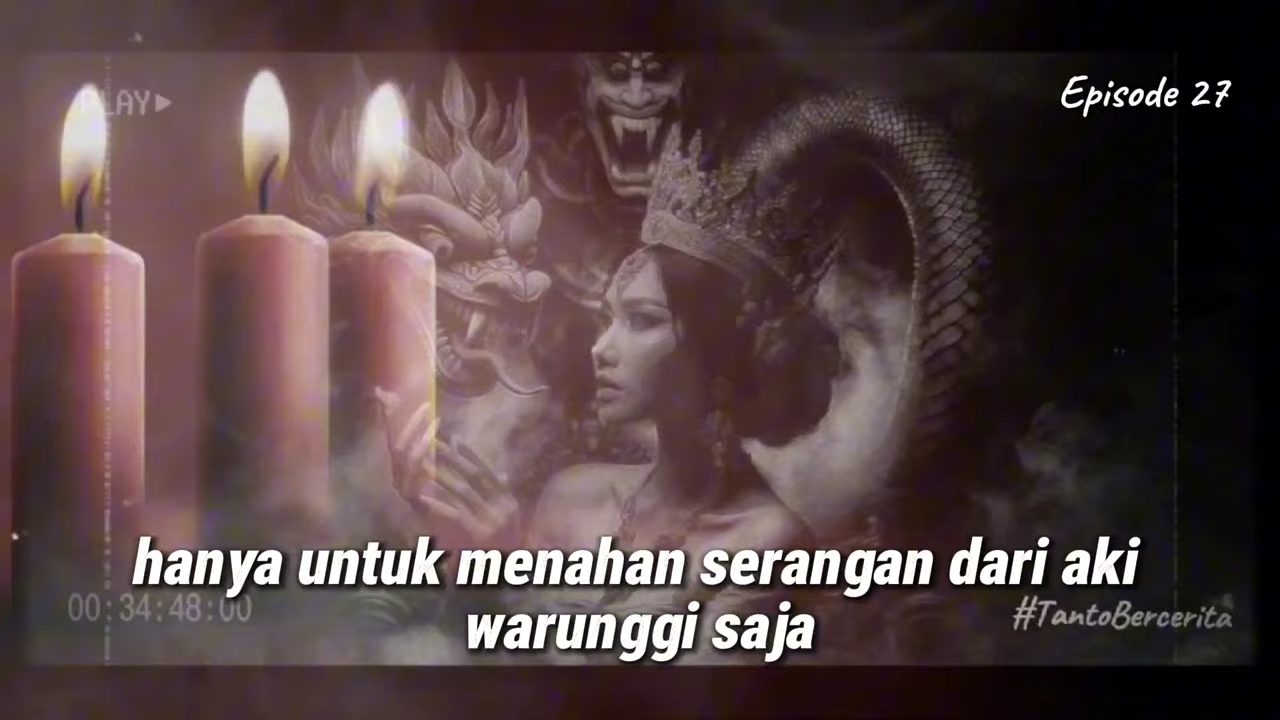 PLAY
Episode 27
hanya untuk menahan serangan dari aki
warunggi saja
00:34:48:00
#TantoBercerita